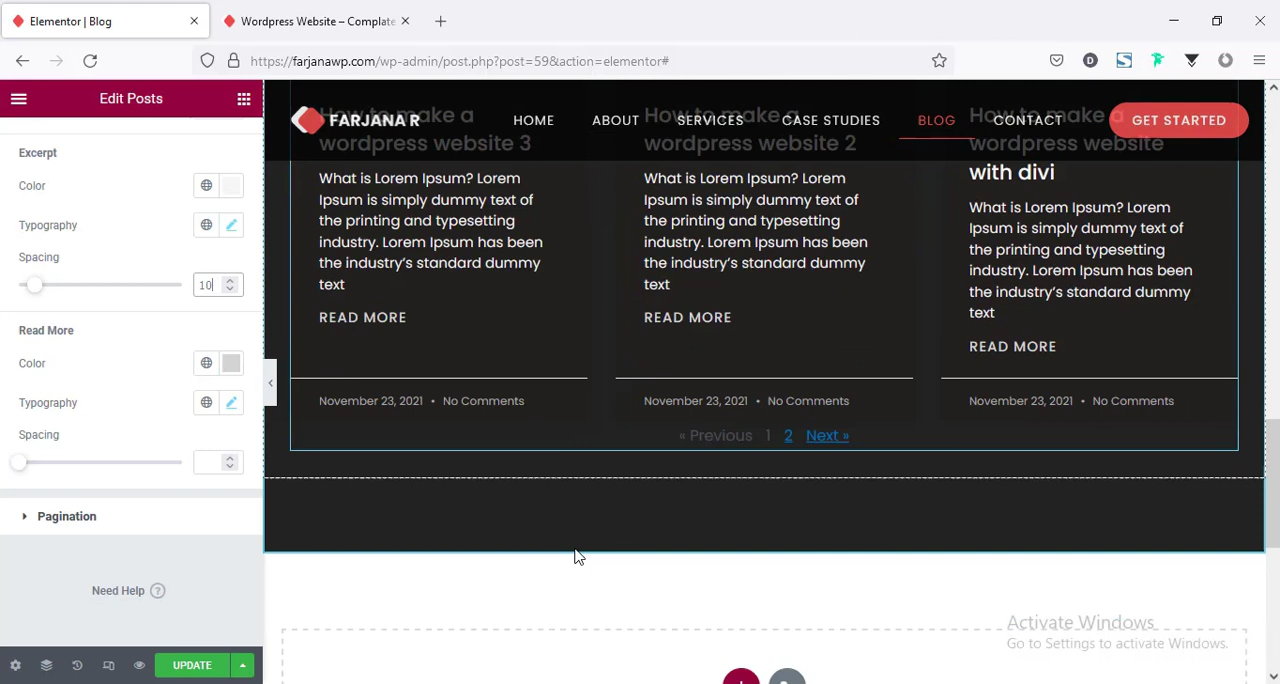 Elementor | Blog
Wordpress Website – Complate
https://farjanawp.com/wp-admin/post.php?post=59&action=elementor#
Edit Posts
Excerpt
Color
Typography
Spacing
10
Read More
Color
Typography
Spacing
Pagination
Need Help ?
UPDATE
FARJANA R
HOME
ABOUT
SERVICES
CASE STUDIES
BLOG
CONTACT
GET STARTED
How to make a
wordpress website 3
What is Lorem Ipsum? Lorem
Ipsum is simply dummy text of
the printing and typesetting
industry. Lorem Ipsum has been
the industry's standard dummy
text
READ MORE
November 23, 2021 • No Comments
How to make a
wordpress website 2
What is Lorem Ipsum? Lorem
Ipsum is simply dummy text of
the printing and typesetting
industry. Lorem Ipsum has been
the industry's standard dummy
text
READ MORE
November 23, 2021 • No Comments
How to make a
wordpress website
with divi
What is Lorem Ipsum? Lorem
Ipsum is simply dummy text of
the printing and typesetting
industry. Lorem Ipsum has been
the industry's standard dummy
text
READ MORE
November 23, 2021 • No Comments
« Previous 1 2 Next »
Activate Windows
Go to Settings to activate Windows.